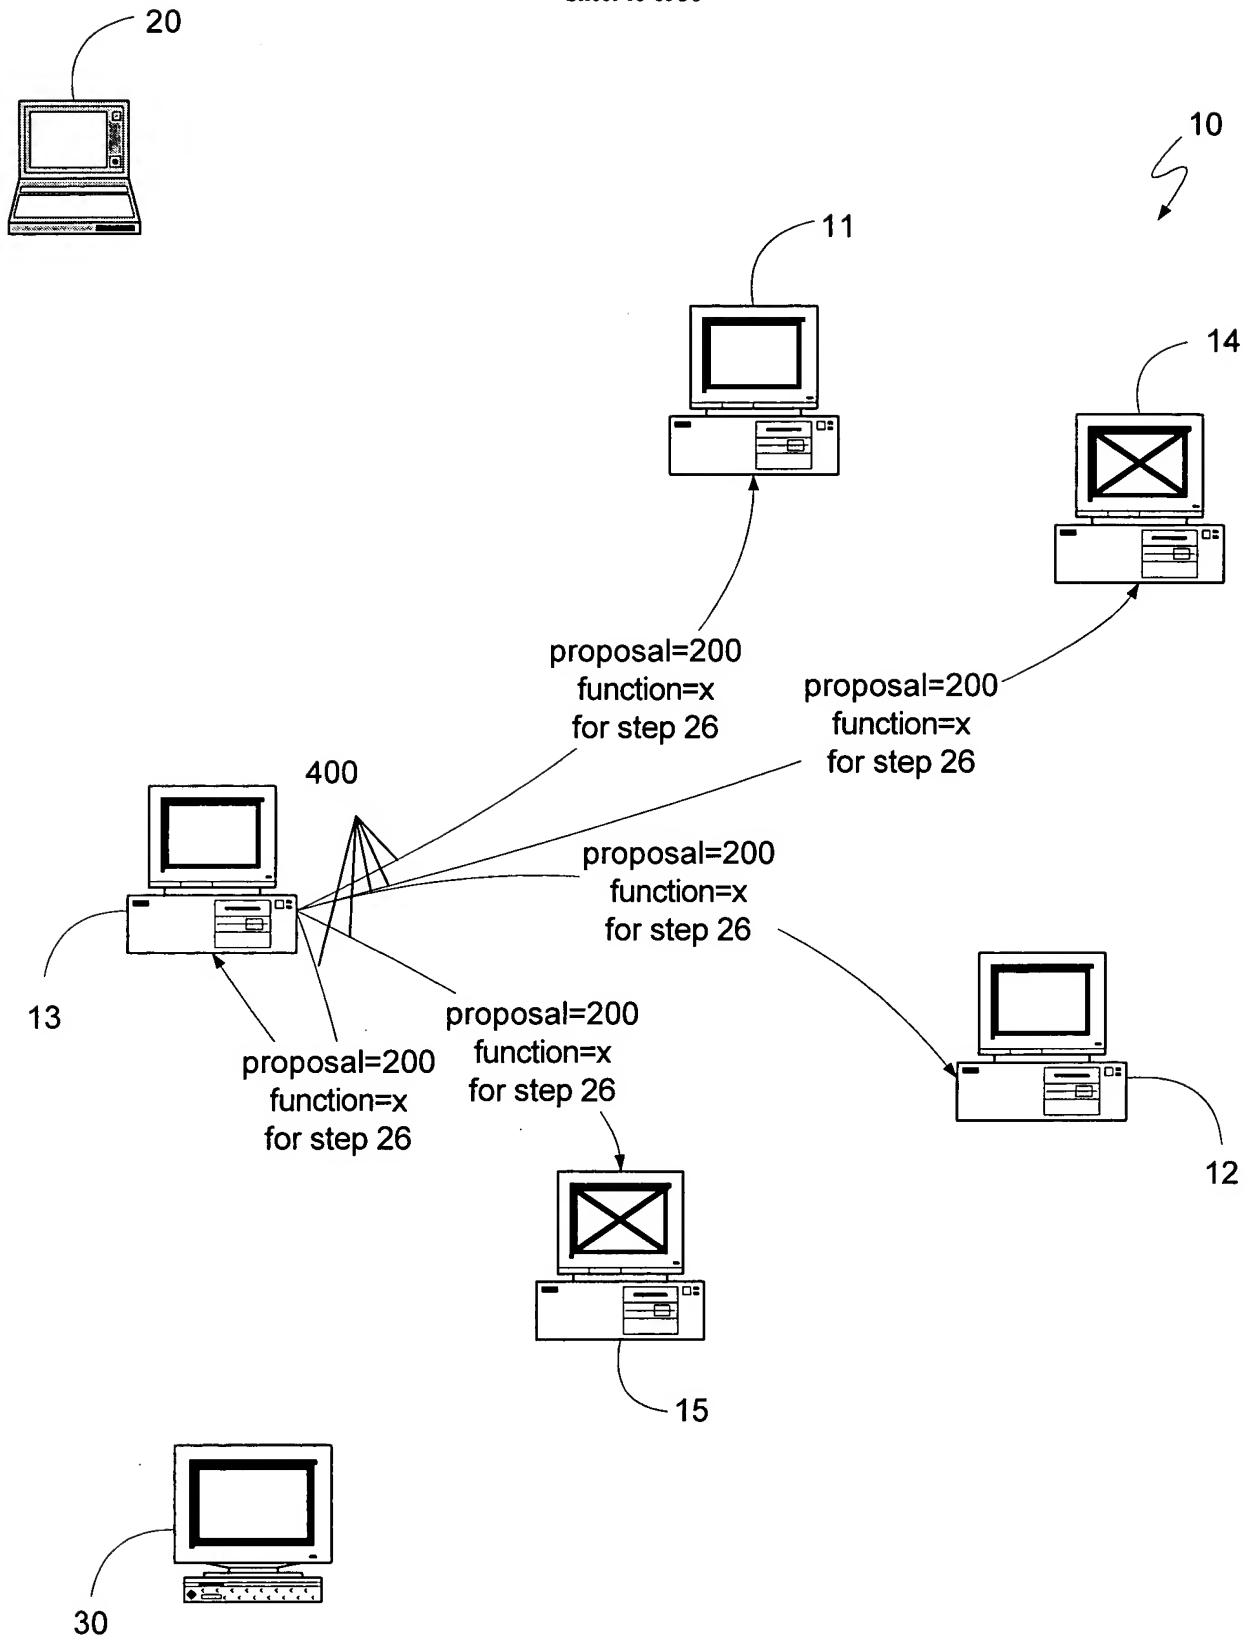 20
10
11
14
proposal=200
function=x
for step 26
proposal=200
function=x
for step 26
400
proposal=200
function=x
for step 26
13
proposal=200
function=x
for step 26
proposal=200
function=x
for step 26
12
15
30